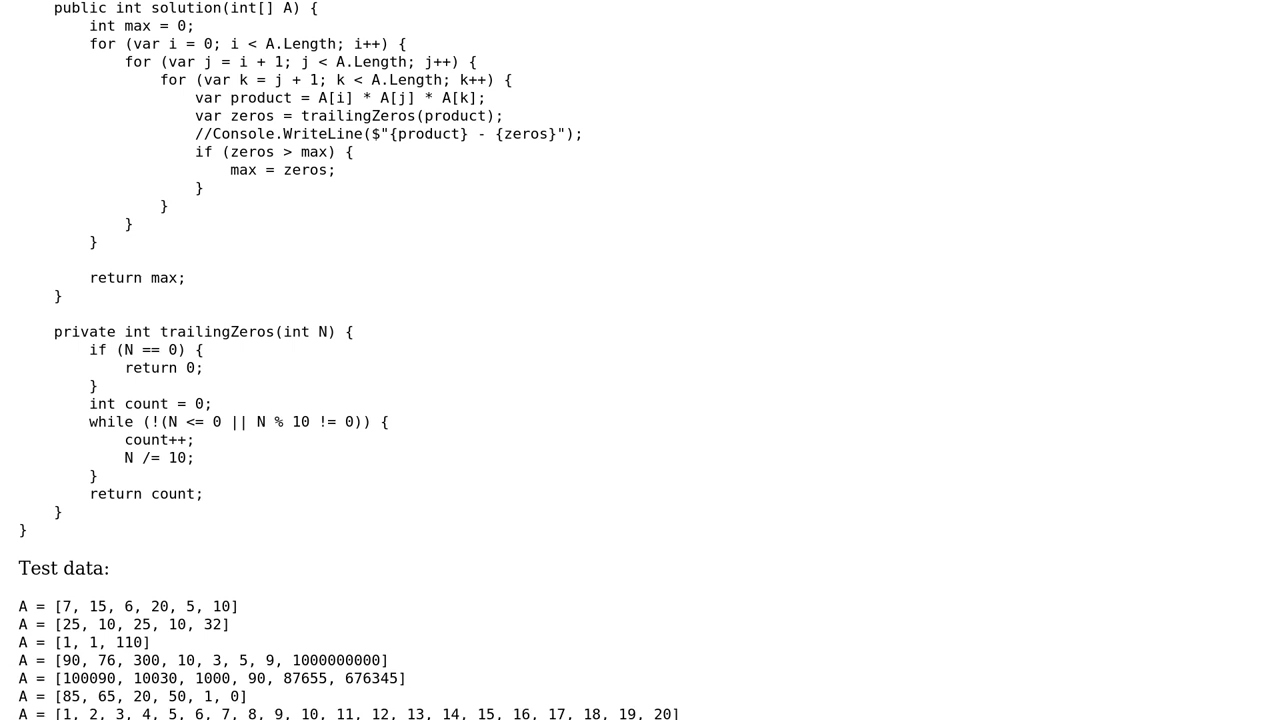 public int solution(int[] A) {
int max = 0;
for (var i = 0; i < A.Length; i++) {
for (var j = i + 1; j < A.Length; j++) {
for (var k = j + 1; k < A.Length; k++) {
var product = A[i] * A[j] * A[k];
var zeros = trailingZeros(product);
//Console.WriteLine($"{product} - {zeros}");
if (zeros > max) {
max = zeros;
}
}
}
}
return max;
}
private int trailingZeros(int N) {
if (N == 0) {
return 0;
}
int count = 0;
while (!(N <= 0 || N % 10 != 0)) {
count++;
N /= 10;
}
return count;
}
}
Test data:
A = [7, 15, 6, 20, 5, 10]
A = [25, 10, 25, 10, 32]
A = [1, 1, 110]
A = [90, 76, 300, 10, 3, 5, 9, 1000000000]
A = [100090, 10030, 1000, 90, 87655, 676345]
A = [85, 65, 20, 50, 1, 0]
A = [1, 2, 3, 4, 5, 6, 7, 8, 9, 10, 11, 12, 13, 14, 15, 16, 17, 18, 19, 20]